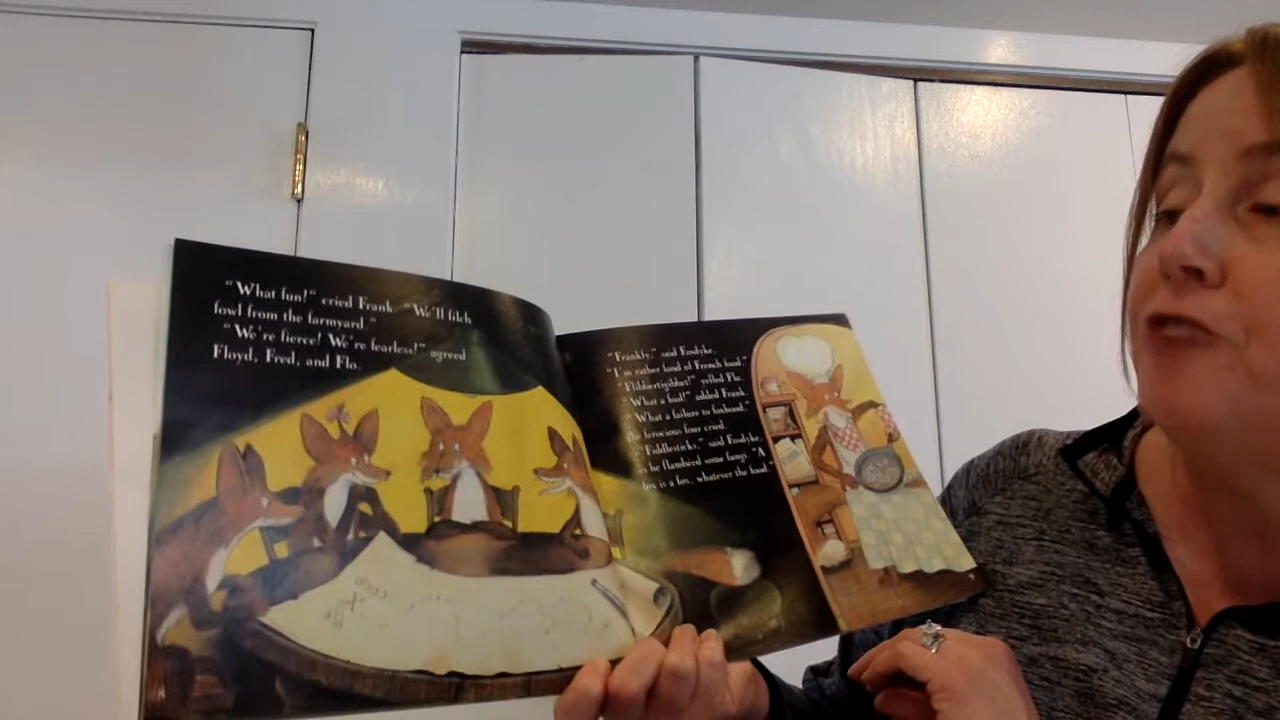 "What fun!" cried Frank. "We'll filch
fowl from the farmyard."
"We're fierce! We're fearless!" agreed
Floyd, Fred, and Flo.
"Frankly," said Fosdyke,
"I'm rather fond of French food."
"Flibbertigibbet!" yelled Flo.
"What a fool!" added Frank.
"What a failure to foxhood,"
the ferocious four cried.
"Fiddlesticks," said Fosdyke,
as he flambéed some fungi. "A
fox is a fox, whatever the food."
COCO
X